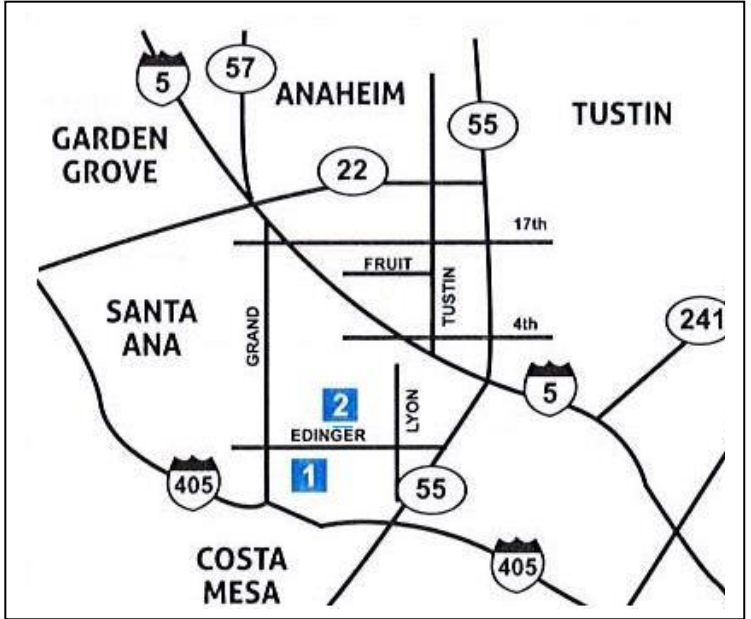 5
57
ANAHEIM
55
TUSTIN
GARDEN
GROVE
22
17th
FRUIT
TUSTIN
SANTA
ANA
GRAND
4th
241
5
2
LYON
EDINGER
1
405
55
COSTA
MESA
405